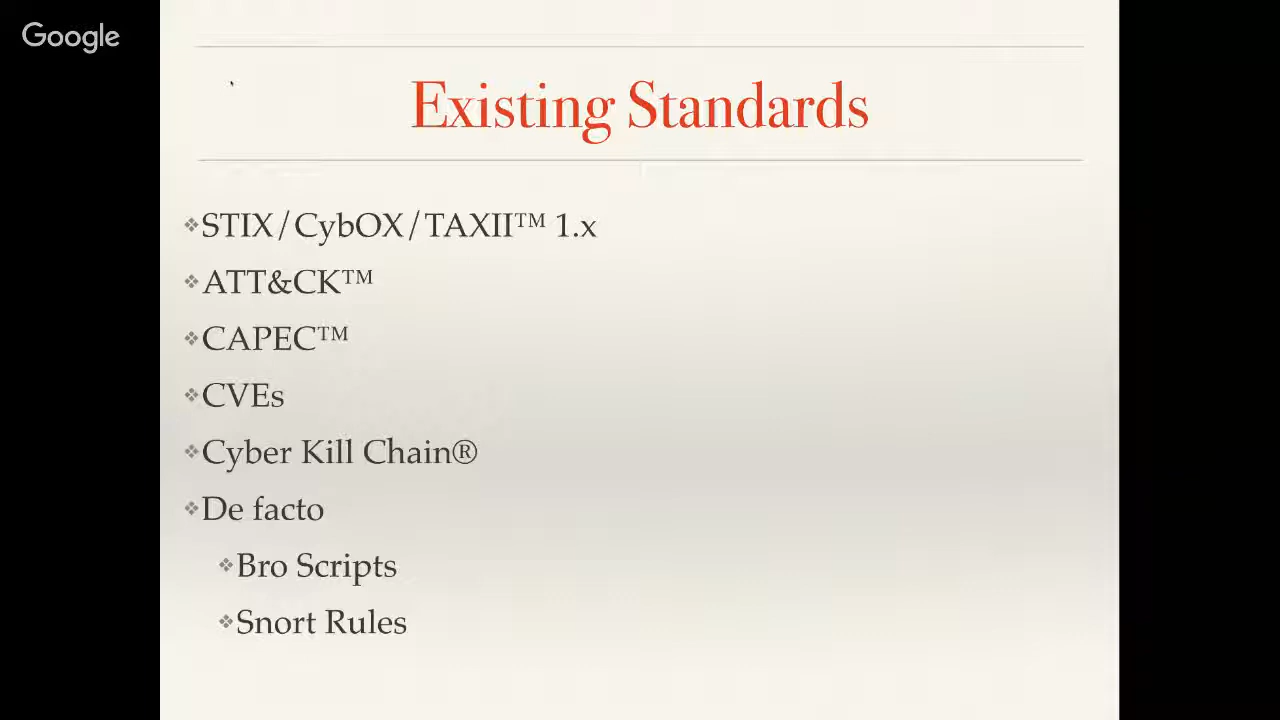 Google
Existing Standards
❖STIX/CybOX/TAXII™ 1.x
❖ATT&CK™
❖CAPEC™
❖CVEs
❖Cyber Kill Chain®
❖De facto
❖Bro Scripts
❖Snort Rules